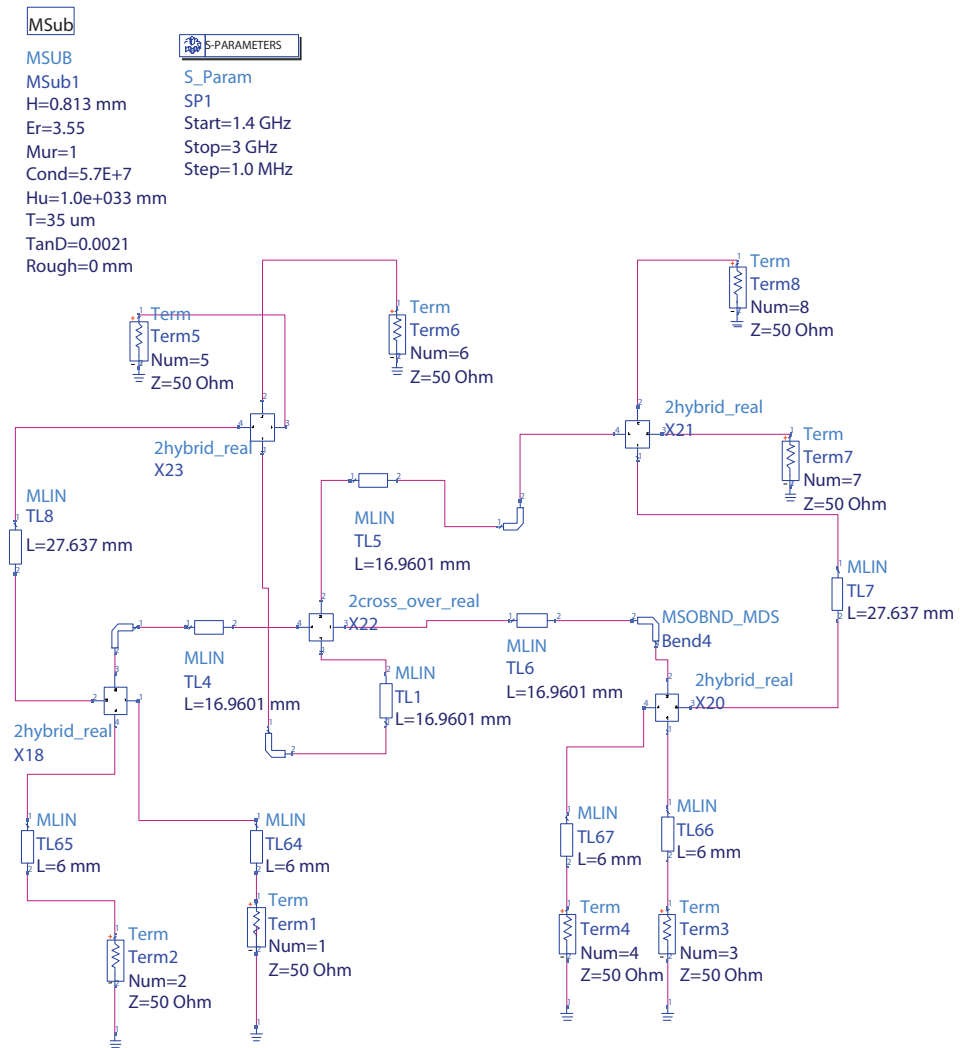 MSub
MSUB
MSub1
H=0.813 mm
Er=3.55
Mur=1
Cond=5.7E+7
Hu=1.0e+033 mm
T=35 um
TanD=0.0021
Rough=0 mm
S-PARAMETERS
S_Param
SP1
Start=1.4 GHz
Stop=3 GHz
Step=1.0 MHz
Term
Term5
Num=5
Z=50 Ohm
Term
Term6
Num=6
Z=50 Ohm
Term
Term8
Num=8
Z=50 Ohm
2hybrid_real
X23
2hybrid_real
X21
Term
Term7
Num=7
Z=50 Ohm
MLIN
TL8
L=27.637 mm
MLIN
TL5
L=16.9601 mm
MLIN
TL7
L=27.637 mm
2cross_over_real
X22
MLIN
TL4
L=16.9601 mm
MLIN
TL1
L=16.9601 mm
MLIN
TL6
L=16.9601 mm
MSOBND_MDS
Bend4
2hybrid_real
X20
2hybrid_real
X18
MLIN
TL65
L=6 mm
MLIN
TL64
L=6 mm
MLIN
TL67
L=6 mm
MLIN
TL66
L=6 mm
Term
Term2
Num=2
Z=50 Ohm
Term
Term1
Num=1
Z=50 Ohm
Term
Term4
Num=4
Z=50 Ohm
Term
Term3
Num=3
Z=50 Ohm